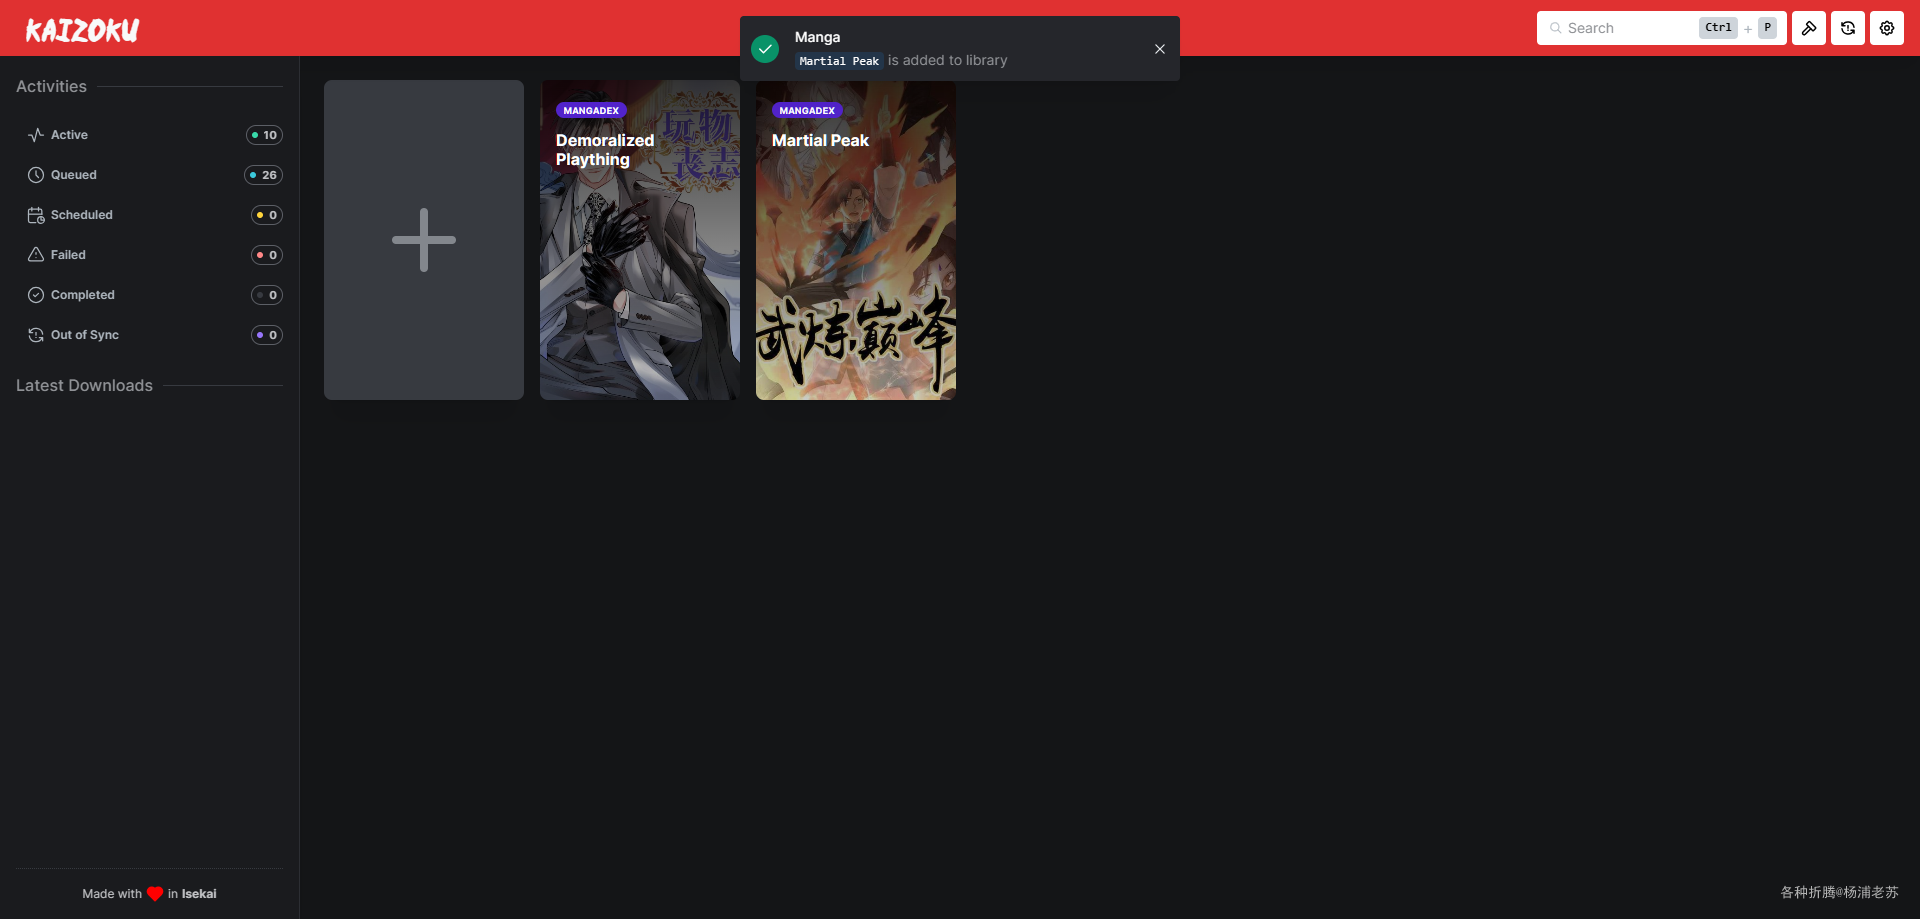 KAIZOKU
Manga
Martial Peak is added to library
Search
Ctrl + P
Activities
Active 10
Queued 26
Scheduled 0
Failed 0
Completed 0
Out of Sync 0
Latest Downloads
MANGADEX
Demoralized
Plaything
玩物
丧志
MANGADEX
Martial Peak
武炼巅峰
Made with in Isekai
各种折腾@杨浦老苏